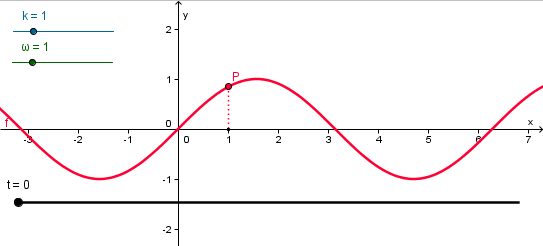 k = 1
y
ω = 1
2
1
P
0
x
f
-3 -2 -1 0 1 2 3 4 5 6 7
-1
t = 0
-2